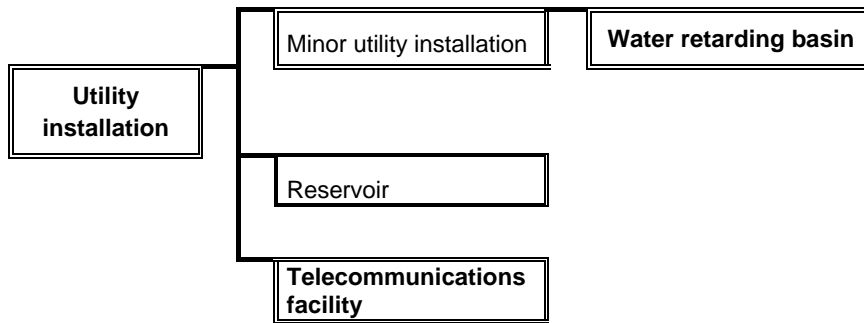 Minor utility installation
Water retarding basin
Utility
installation
Reservoir
Telecommunications
facility